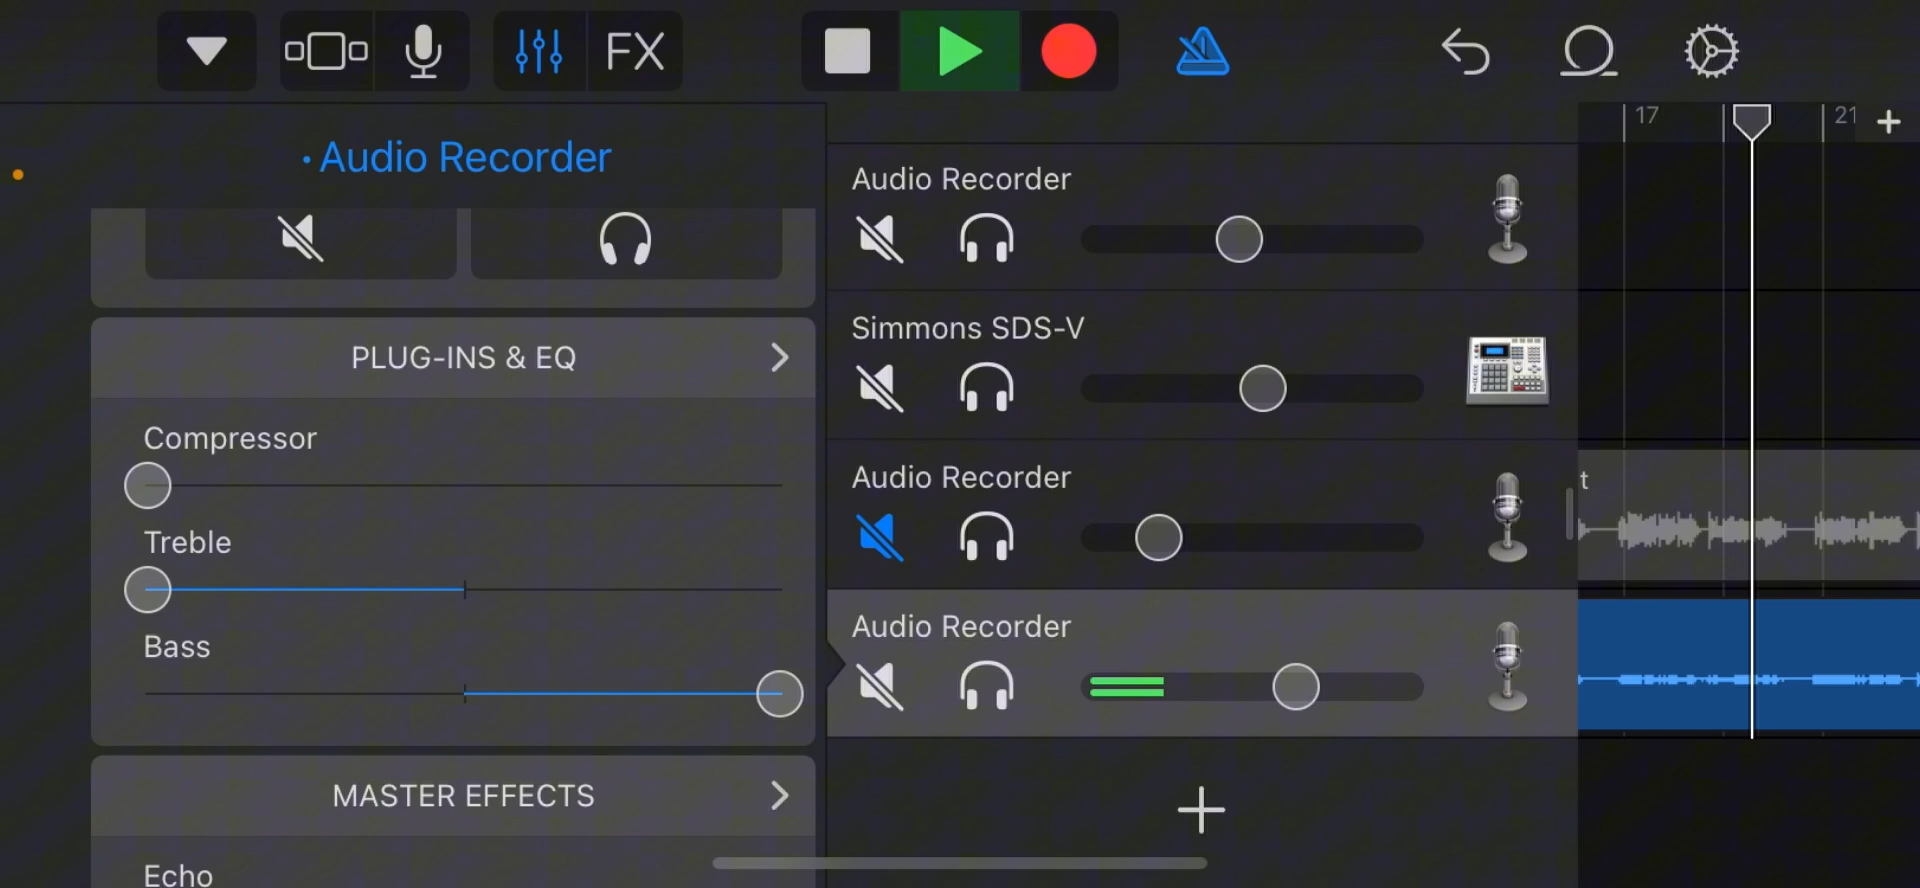 FX
17
21
• Audio Recorder
Audio Recorder
PLUG-INS & EQ
Simmons SDS-V
Compressor
Audio Recorder
t
Treble
Bass
Audio Recorder
MASTER EFFECTS
Echo